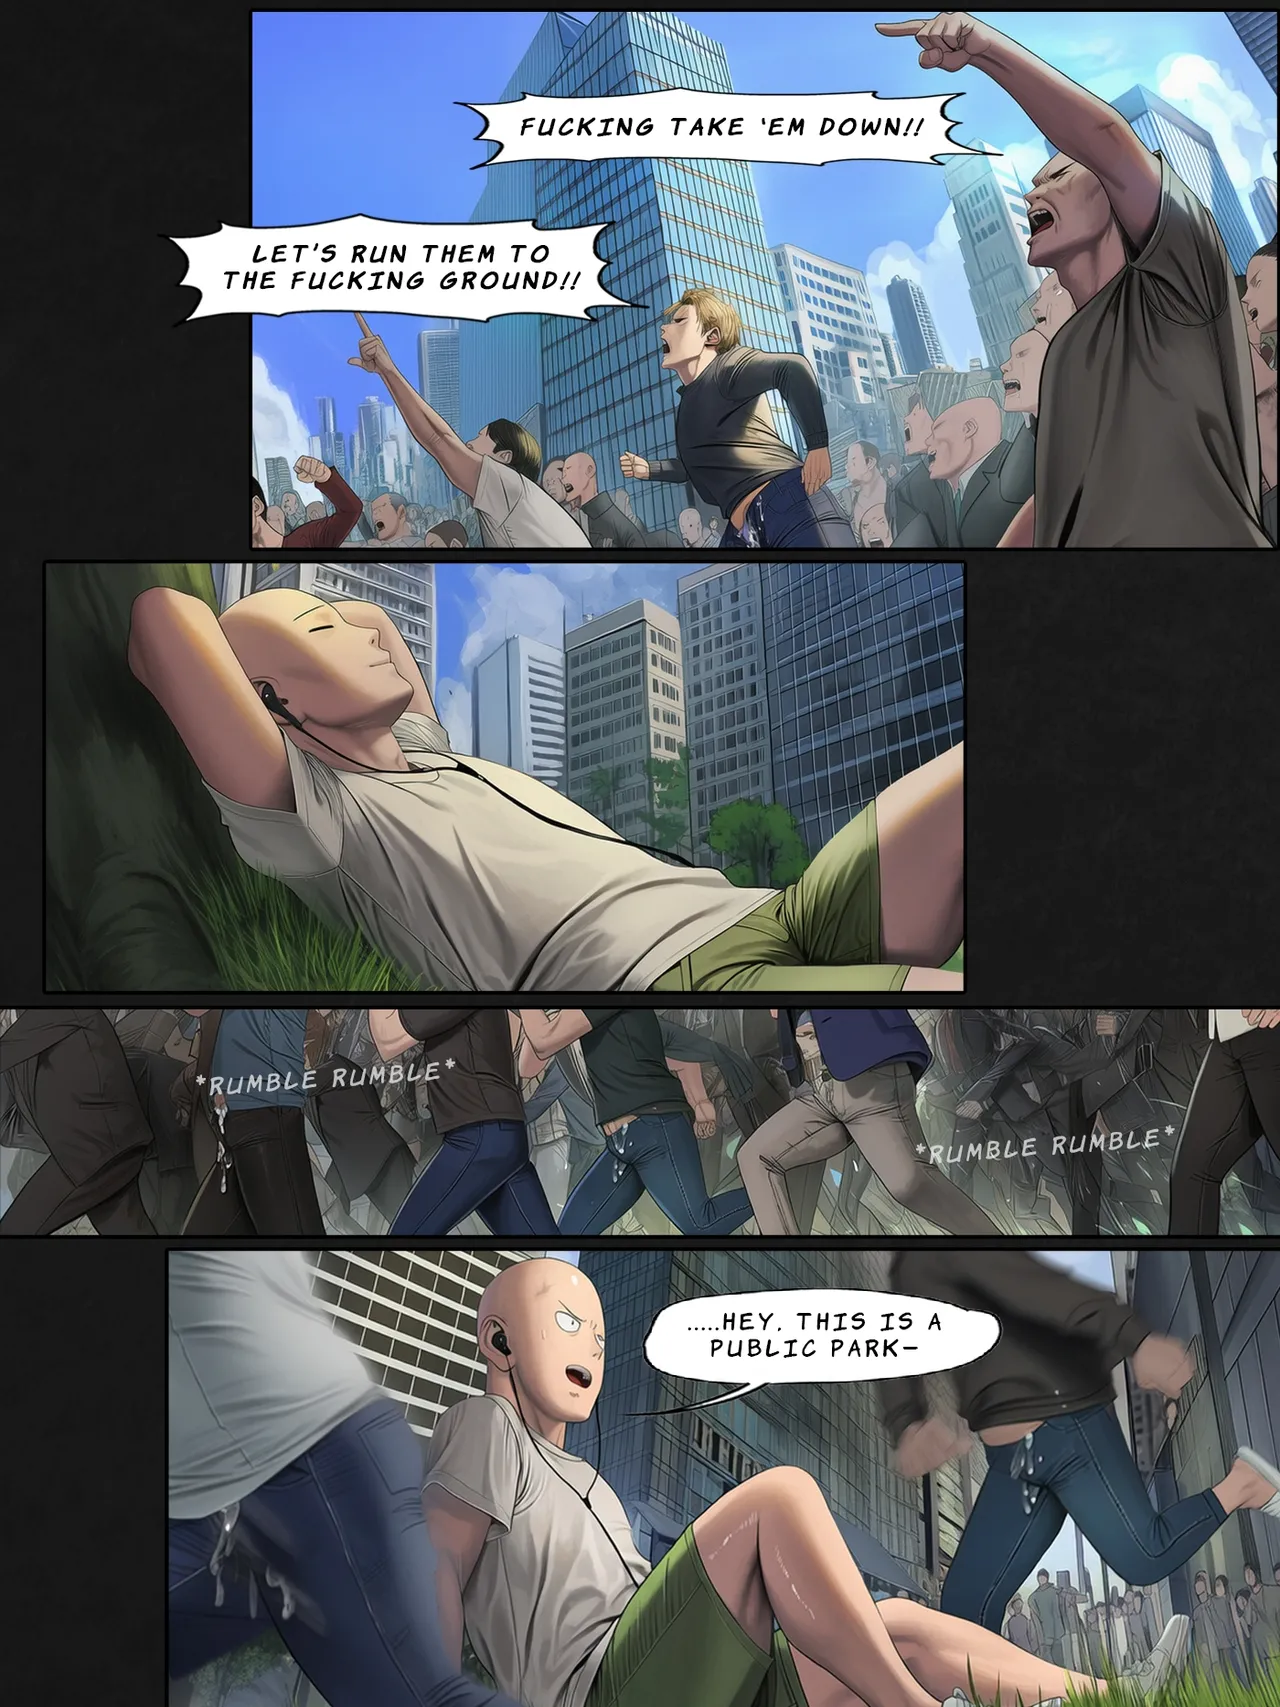 FUCKING TAKE 'EM DOWN!!
LET'S RUN THEM TO
THE FUCKING GROUND!!
*RUMBLE RUMBLE*
*RUMBLE RUMBLE*
.....HEY. THIS IS A
PUBLIC PARK-